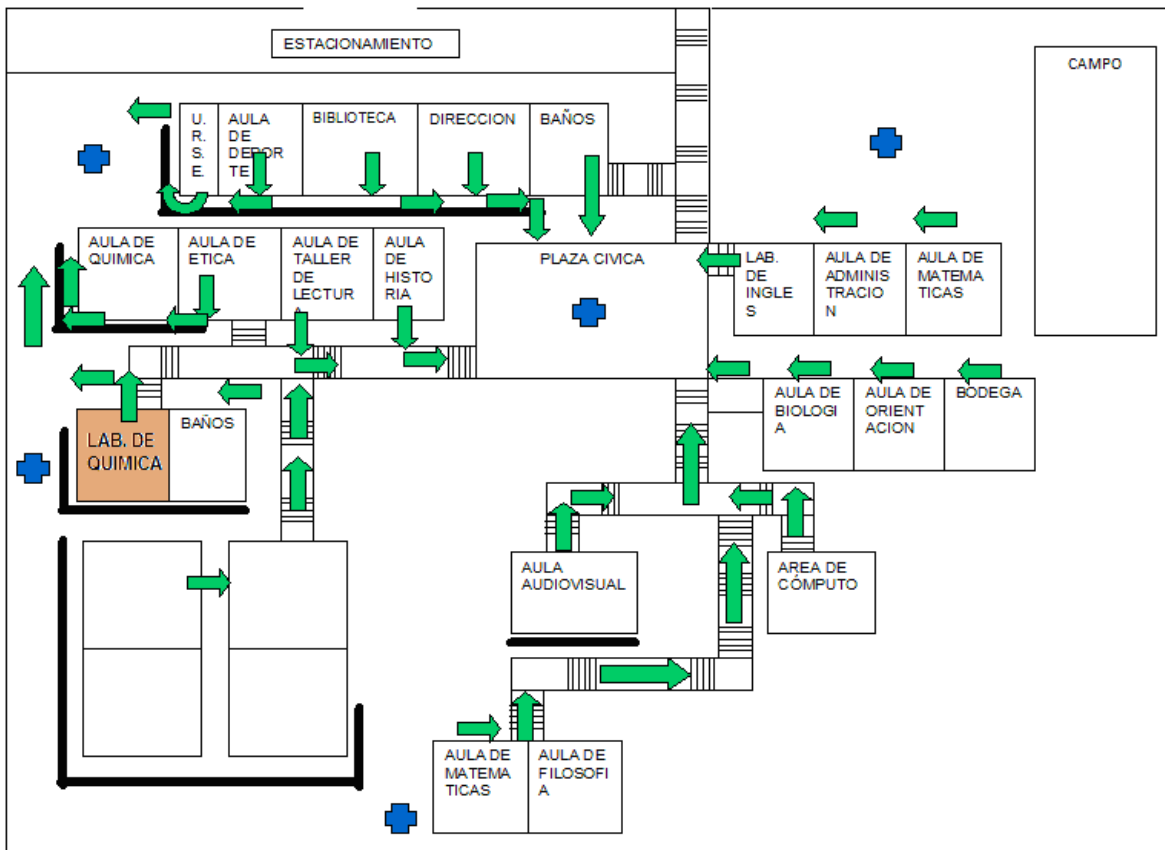 ESTACIONAMIENTO
CAMPO
U.
R.
S.
E.
AULA
DE
DEPOR
TE
BIBLIOTECA
DIRECCION
BAÑOS
AULA DE
QUIMICA
AULA DE
ETICA
AULA DE
TALLER
DE
LECTUR
AULA
DE
HISTO
RIA
PLAZA CIVICA
LAB.
DE
INGLE
S
AULA DE
ADMINIS
TRACIO
N
AULA DE
MATEMA
TICAS
LAB. DE
QUIMICA
BAÑOS
AULA DE
BIOLOGI
A
AULA DE
ORIENT
ACION
BODEGA
AULA
AUDIOVISUAL
AREA DE
CÓMPUTO
AULA DE
MATEMA
TICAS
AULA DE
FILOSOFI
A